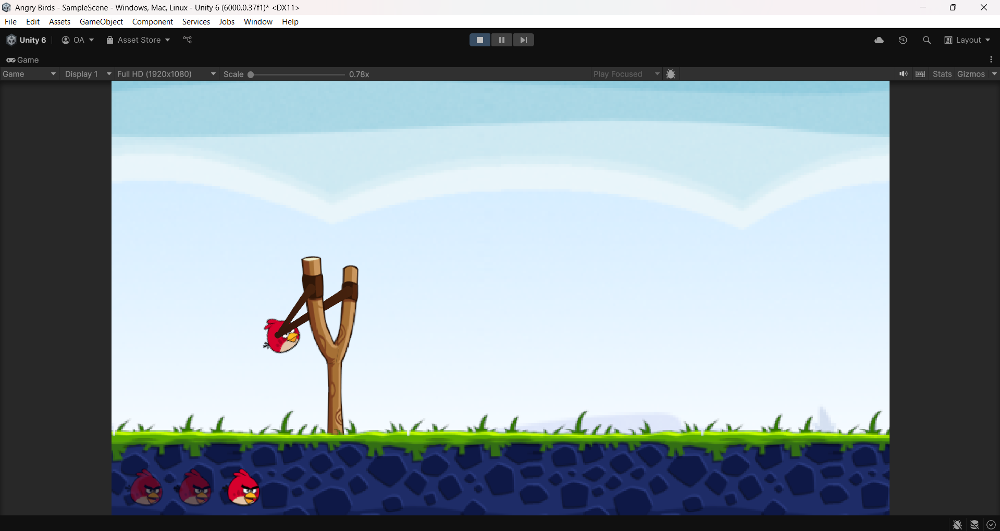 Angry Birds - SampleScene - Windows, Mac, Linux - Unity 6 (6000.0.37f1)* <DX11>
File Edit Assets GameObject Component Services Jobs Window Help
Unity 6 OA Asset Store Layout
Game
Game Display 1 Full HD (1920x1080) Scale 0.78x Play Focused Stats Gizmos